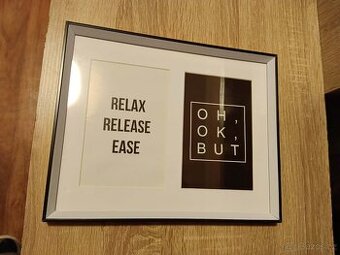 RELAX
RELEASE
EASE
OH,
OK,
BUT